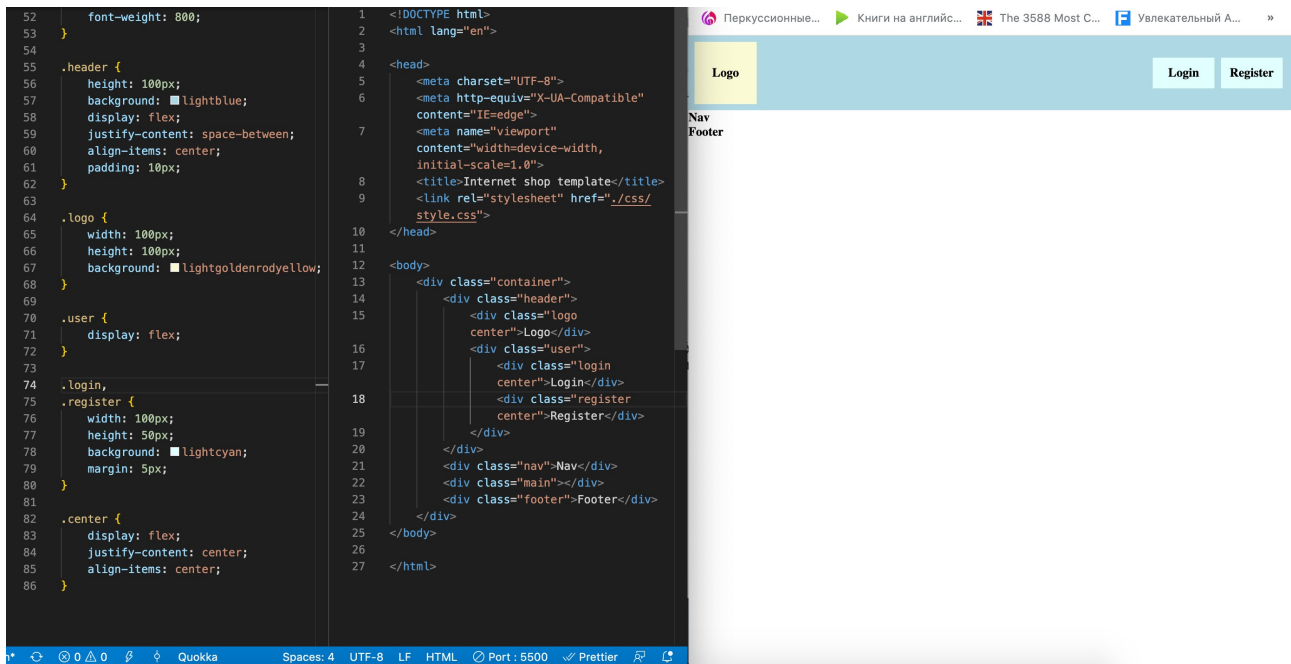 52 font-weight: 800;
53 }
54
55 .header {
56 height: 100px;
57 background: lightblue;
58 display: flex;
59 justify-content: space-between;
60 align-items: center;
61 padding: 10px;
62 }
63
64 .logo {
65 width: 100px;
66 height: 100px;
67 background: lightgoldenrodyellow;
68 }
69
70 .user {
71 display: flex;
72 }
73
74 .login,
75 .register {
76 width: 100px;
77 height: 50px;
78 background: lightcyan;
79 margin: 5px;
80 }
81
82 .center {
83 display: flex;
84 justify-content: center;
85 align-items: center;
86 }
1 <!DOCTYPE html>
2 <html lang="en">
3
4 <head>
5 <meta charset="UTF-8">
6 <meta http-equiv="X-UA-Compatible"
content="IE=edge">
7 <meta name="viewport"
content="width=device-width,
initial-scale=1.0">
8 <title>Internet shop template</title>
9 <link rel="stylesheet" href="./css/
style.css">
10 </head>
11
12 <body>
13 <div class="container">
14 <div class="header">
15 <div class="logo
center">Logo</div>
16 <div class="user">
17 <div class="login
center">Login</div>
18 <div class="register
center">Register</div>
19 </div>
20 </div>
21 <div class="nav">Nav</div>
22 <div class="main"></div>
23 <div class="footer">Footer</div>
24 </div>
25 </body>
26
27 </html>
0 0 Quokka Spaces: 4 UTF-8 LF HTML Port : 5500 Prettier
Перкуссионные... Книги на английс... The 3588 Most C... Увлекательный А... »
Logo Login Register
Nav
Footer